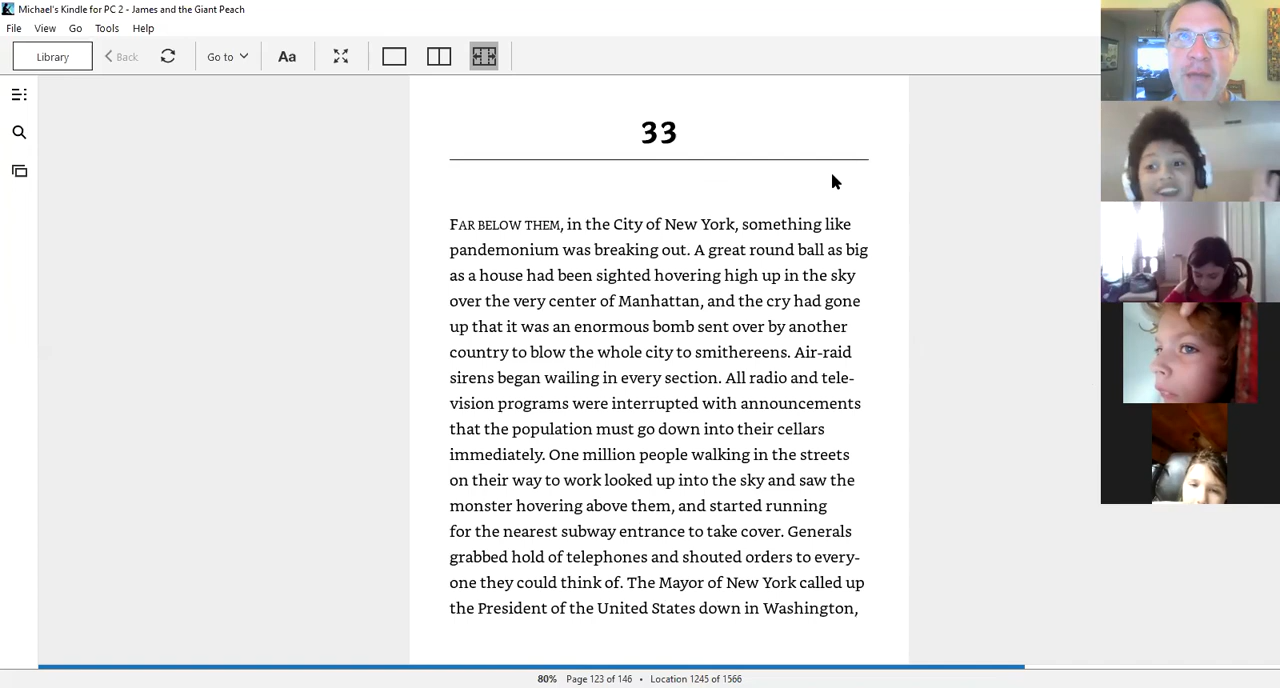 Michael's Kindle for PC 2 - James and the Giant Peach
File View Go Tools Help
Library Back Go to Aa
33
FAR BELOW THEM, in the City of New York, something like
pandemonium was breaking out. A great round ball as big
as a house had been sighted hovering high up in the sky
over the very center of Manhattan, and the cry had gone
up that it was an enormous bomb sent over by another
country to blow the whole city to smithereens. Air-raid
sirens began wailing in every section. All radio and tele-
vision programs were interrupted with announcements
that the population must go down into their cellars
immediately. One million people walking in the streets
on their way to work looked up into the sky and saw the
monster hovering above them, and started running
for the nearest subway entrance to take cover. Generals
grabbed hold of telephones and shouted orders to every-
one they could think of. The Mayor of New York called up
the President of the United States down in Washington,
80% Page 123 of 146 • Location 1245 of 1566